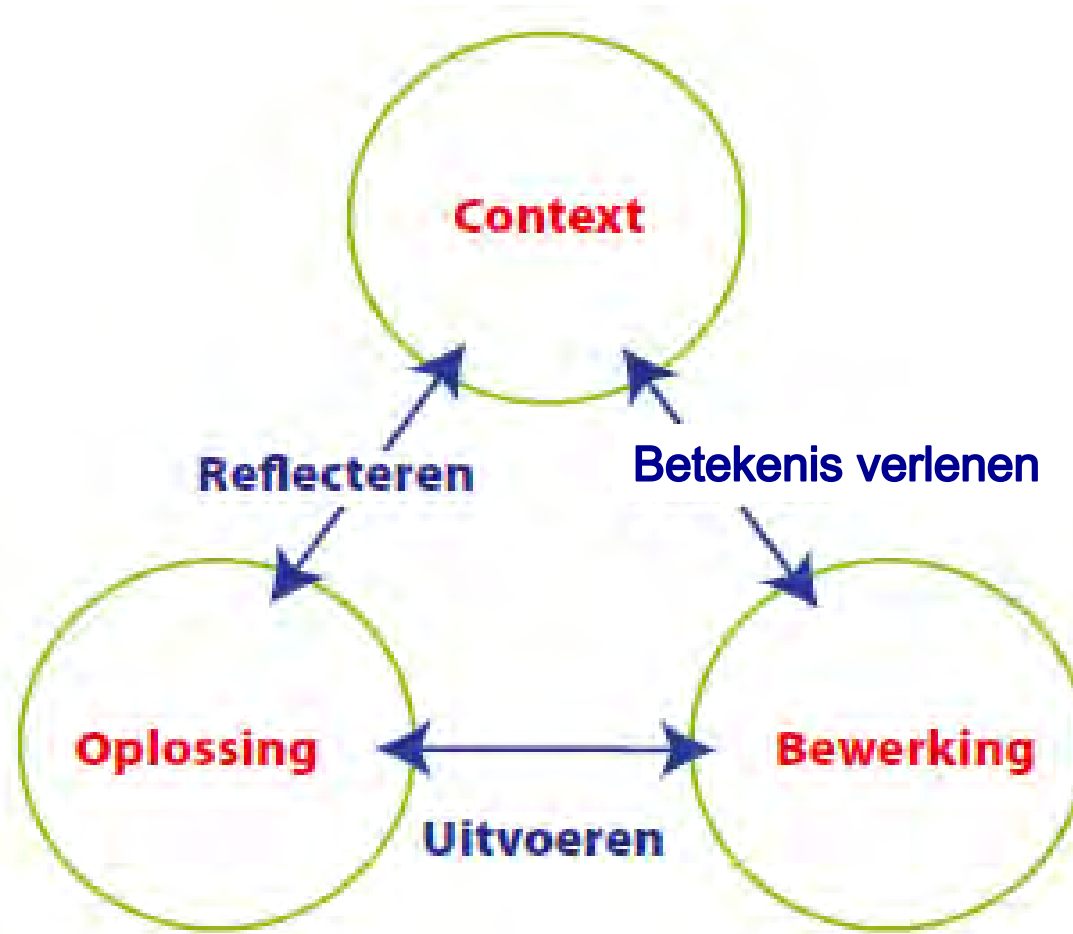 Context
Reflecteren
Betekenis verlenen
Oplossing
Bewerking
Uitvoeren